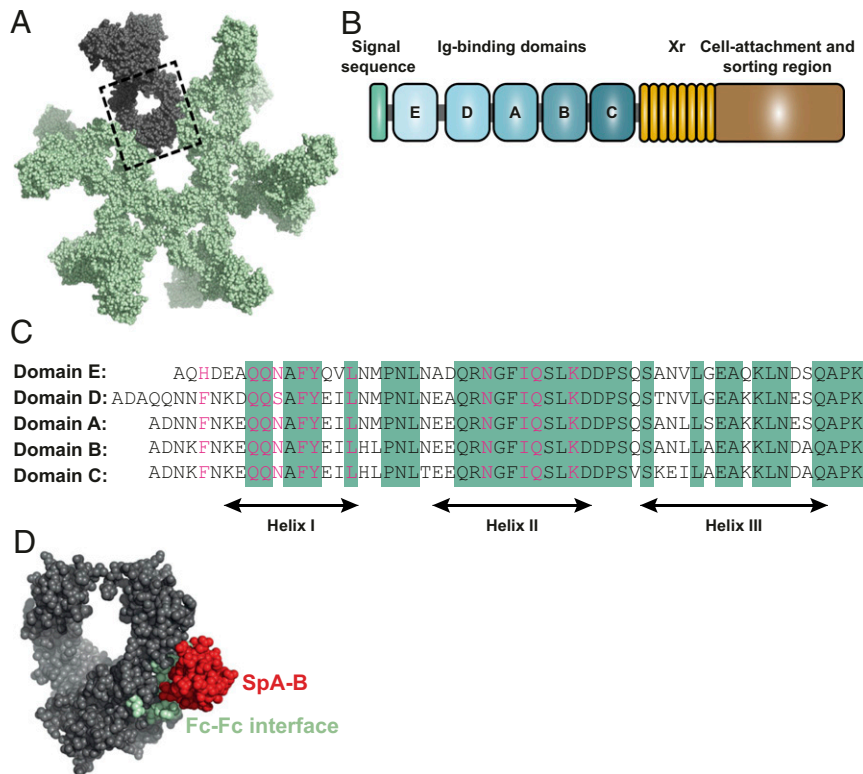 A
B
Signal sequence
Ig-binding domains
Xr
Cell-attachment and sorting region
E
D
A
B
C
C
Domain E: AQHDEAQQNAFYQVLNMPNLNADQRNGFIQSLKDDPSQSANVLGEAQKLNDSQAPK
Domain D: ADAQQNNFNKDQQSAFYEILNMPNLNEAQRNGFIQSLKDDPSQSTNVLGEAKKLNESQAPK
Domain A: ADNNFNKEQQNAFYEILNMPNLNEEQRNGFIQSLKDDPSQSANLLSEAKKLNESQAPK
Domain B: ADNKFNKEQQNAFYEILHLPNLNEEQRNGFIQSLKDDPSQSANLLAEAKKLNDAQAPK
Domain C: ADNKFNKEQQNAFYEILHLPNLTEEQRNGFIQSLKDDPSVSKEILAEAKKLNDAQAPK
Helix I
Helix II
Helix III
D
SpA-B
Fc-Fc interface